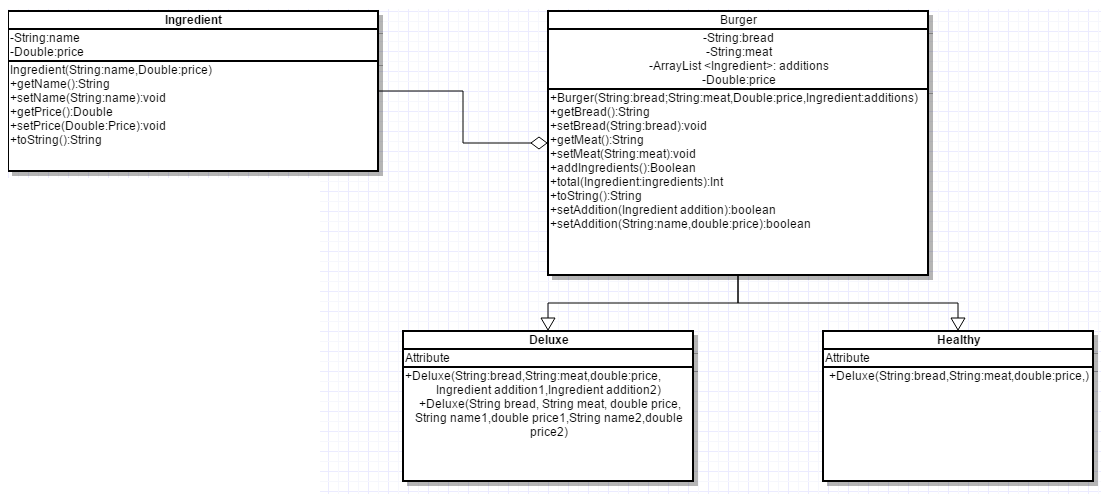 Ingredient
-String:name
-Double:price
Ingredient(String:name,Double:price)
+getName():String
+setName(String:name):void
+getPrice():Double
+setPrice(Double:Price):void
+toString():String
Burger
-String:bread
-String:meat
-ArrayList <Ingredient>: additions
-Double:price
+Burger(String:bread;String:meat,Double:price,Ingredient:additions)
+getBread():String
+setBread(String:bread):void
+getMeat():String
+setMeat(String:meat):void
+addIngredients():Boolean
+total(Ingredient:ingredients):Int
+toString():String
+setAddition(Ingredient addition):boolean
+setAddition(String:name,double:price):boolean
Deluxe
Attribute
+Deluxe(String:bread,String:meat,double:price,
Ingredient addition1,Ingredient addition2)
+Deluxe(String bread, String meat, double price,
String name1,double price1,String name2,double
price2)
Healthy
Attribute
+Deluxe(String:bread,String:meat,double:price,)